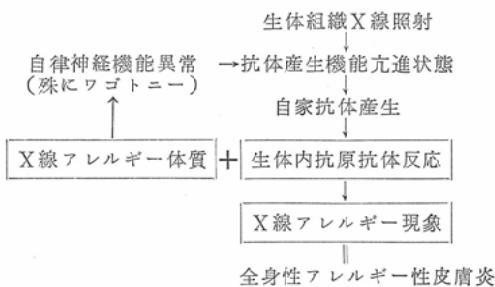 生体組織X線照射
自律神経機能異常 →抗体産生機能亢進状態
(殊にワゴトニー)
自家抗体産生
X線アレルギー体質 + 生体内抗原抗体反応
X線アレルギー現象
全身性アレルギー性皮膚炎